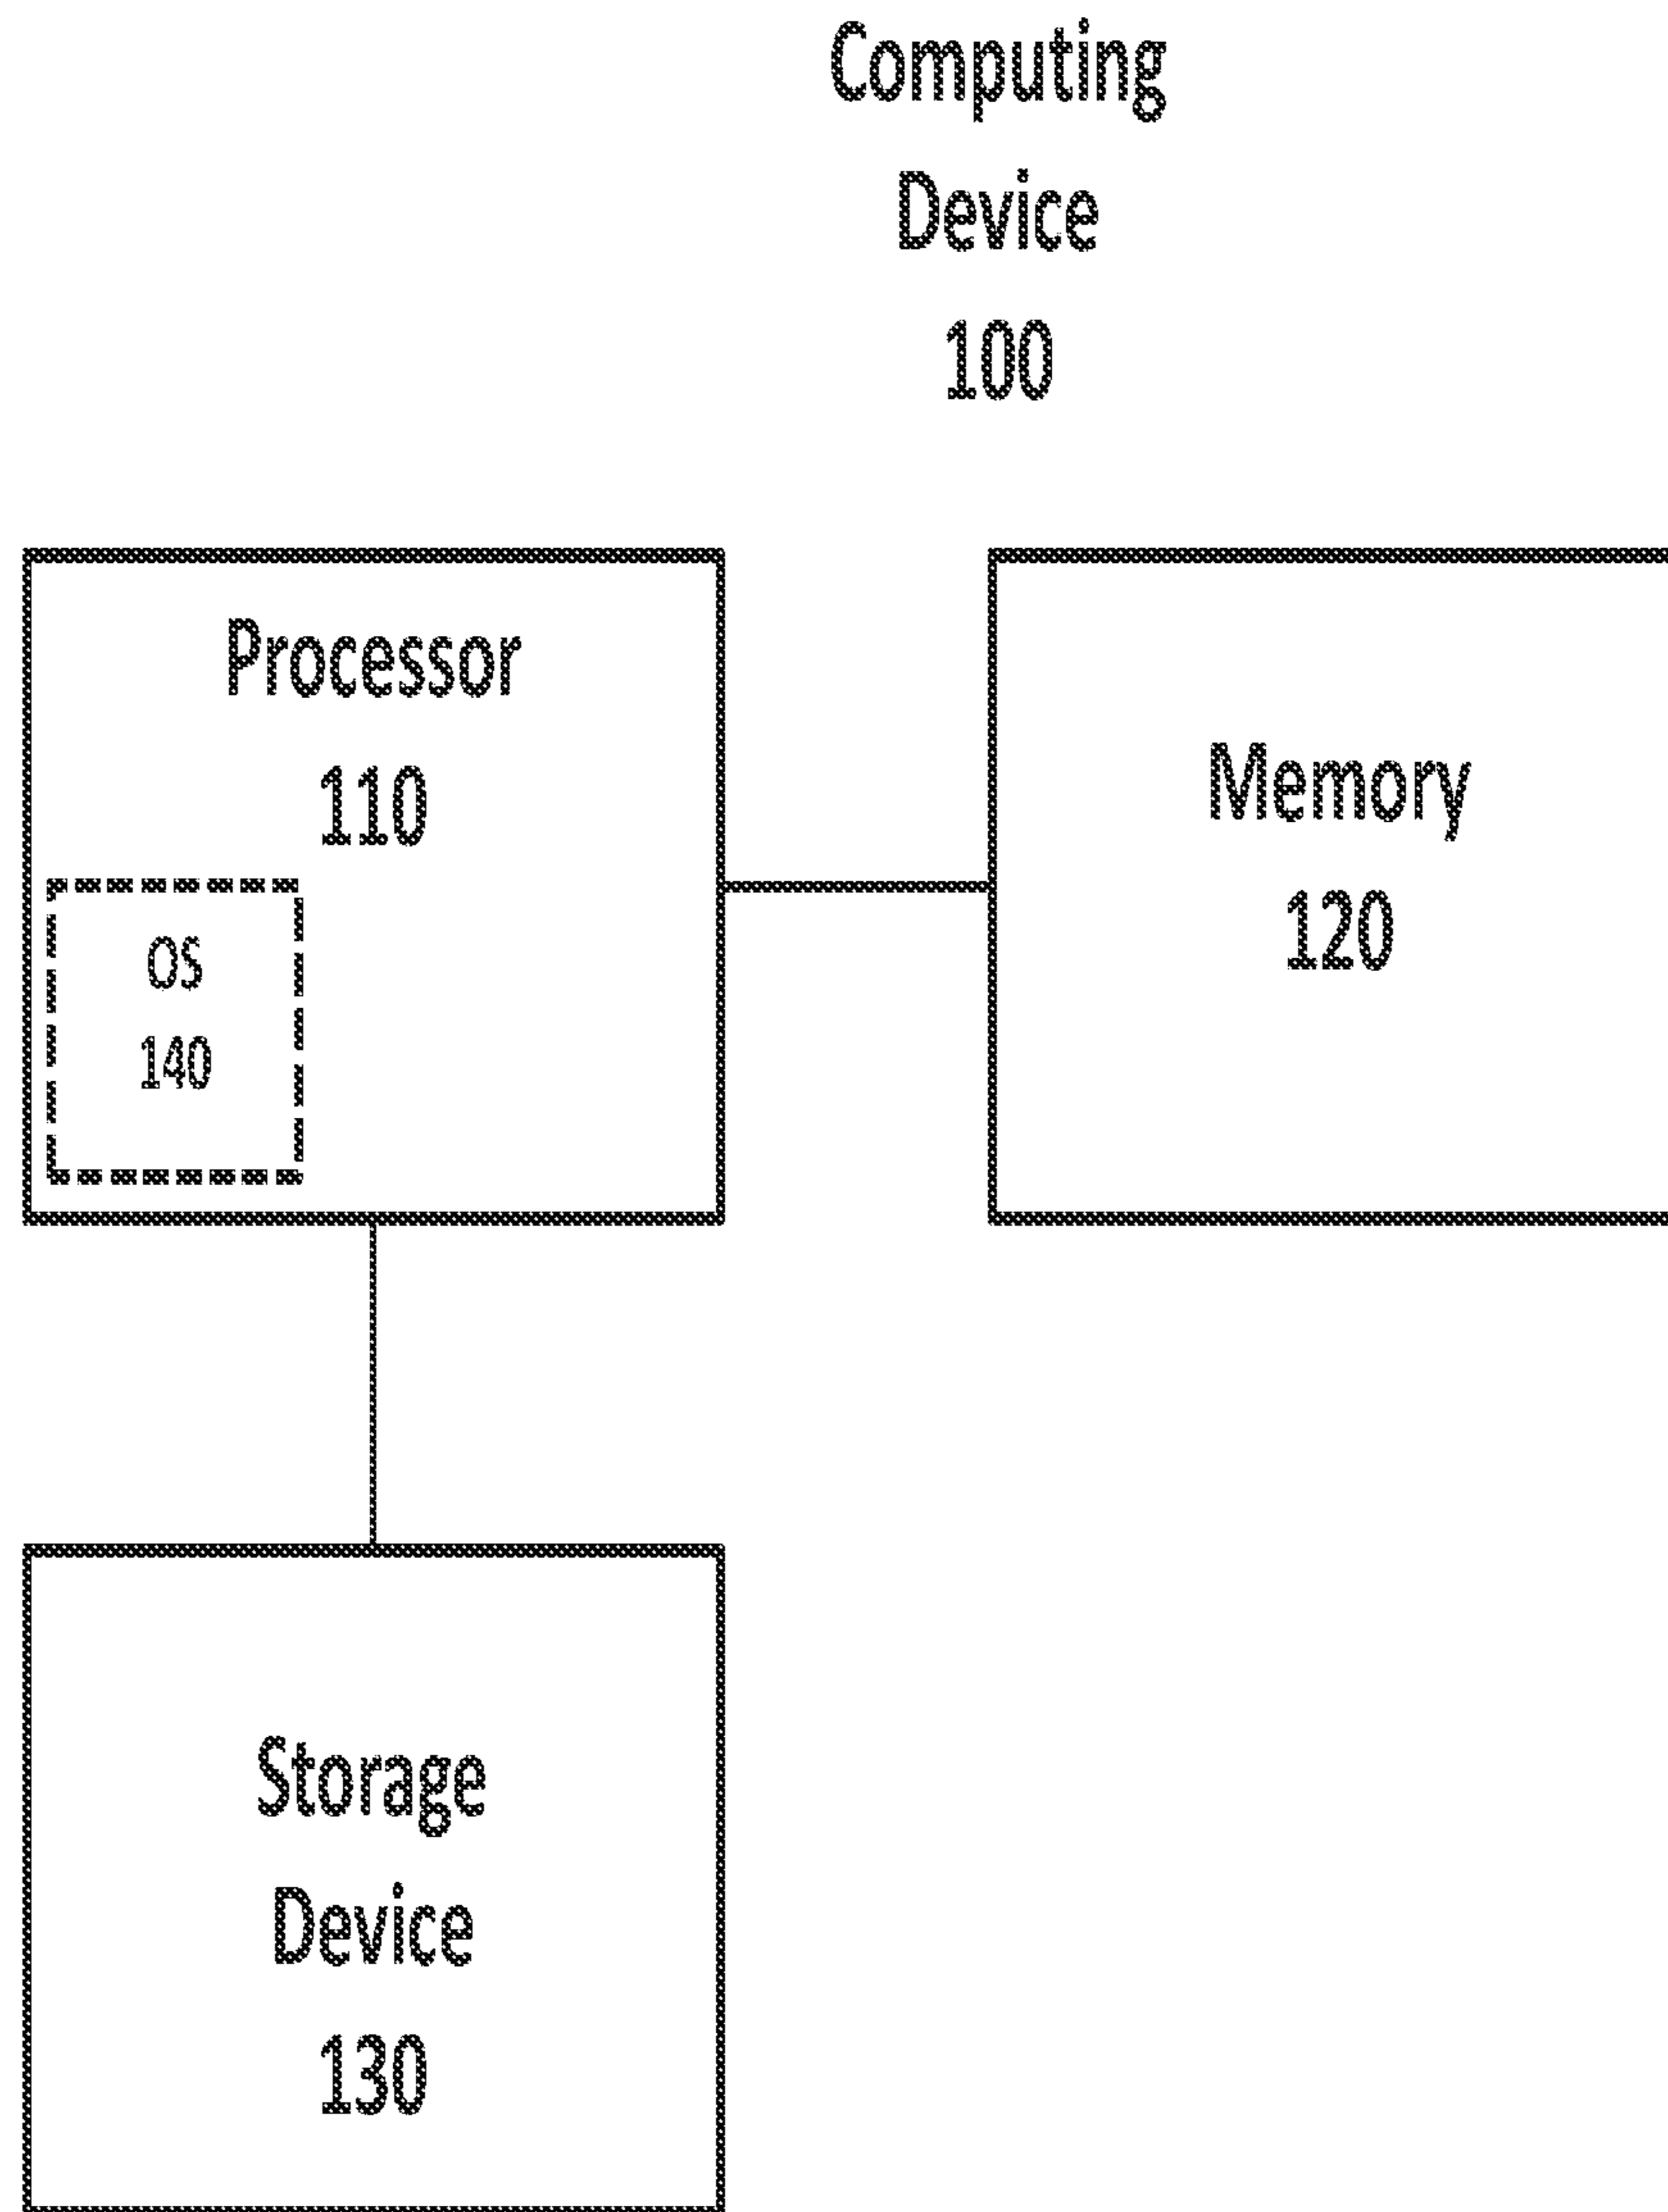 Computing
Device
100
Processor
110
Memory
120
OS
140
Storage
Device
130